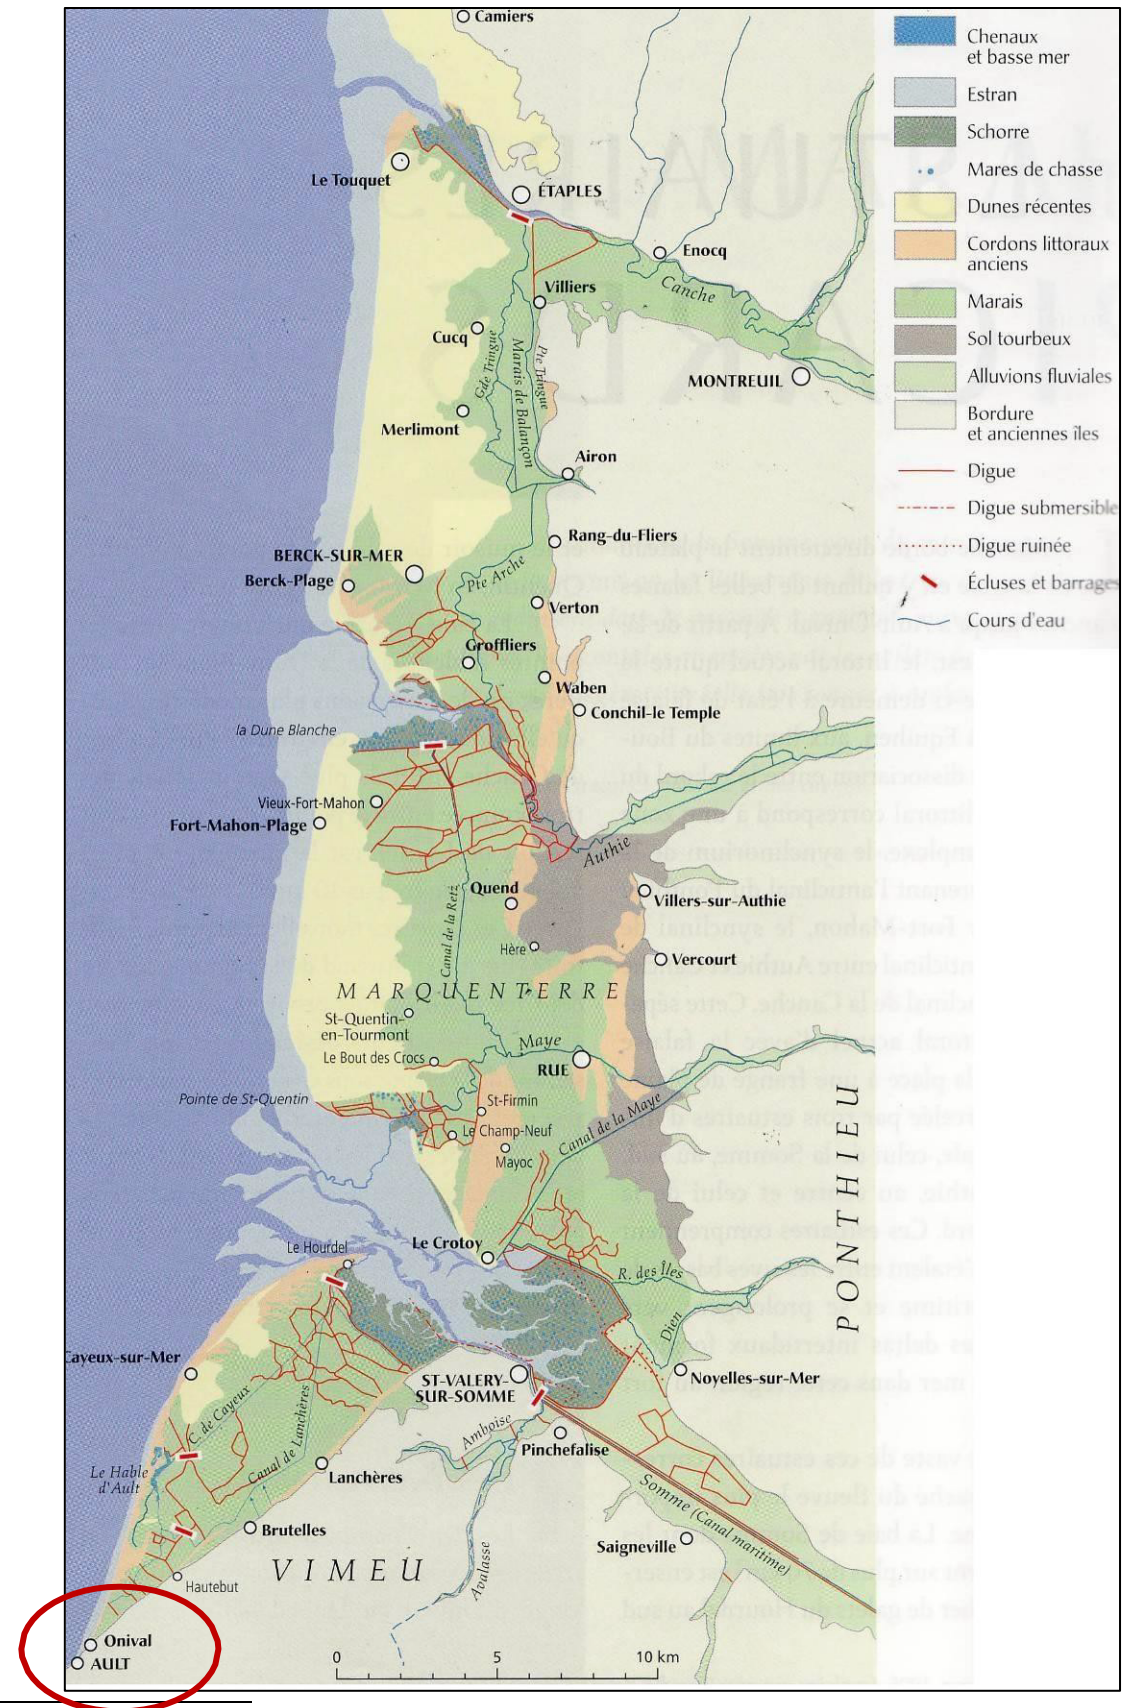 Camiers
Le Touquet
ÉTAPLES
Enocq
Canche
Villiers
Cucq
Gde Tringue
Marais de Balançon
Pte Tringue
MONTREUIL
Merlimont
Airon
Rang-du-Fliers
BERCK-SUR-MER
Berck-Plage
Pte Arche
Verton
Groffliers
Waben
Conchil-le Temple
la Dune Blanche
Vieux-Fort-Mahon
Fort-Mahon-Plage
Authie
Quend
Villers-sur-Authie
Canal de la Retz
Hère
Vercourt
MARQUENTERRE
St-Quentin-
en-Tourmont
Maye
Le Bout des Crocs
RUE
Pointe de St-Quentin
St-Firmin
Le Champ-Neuf
Canal de la Maye
Mayoc
PONTHIEU
Le Hourdel
Le Crotoy
R. des Îles
Dien
Cayeux-sur-Mer
ST-VALERY-
SUR-SOMME
Noyelles-sur-Mer
C. de Cayeux
Canal de Lanchères
Amboise
Pinchefalise
Le Hable
d'Ault
Lanchères
Somme (Canal maritime)
Brutelles
Saigneville
VIMEU
Avalasse
Hautebut
Onival
AULT
0 5 10 km
Chenaux
et basse mer
Estran
Schorre
Mares de chasse
Dunes récentes
Cordons littoraux
anciens
Marais
Sol tourbeux
Alluvions fluviales
Bordure
et anciennes îles
Digue
Digue submersible
Digue ruinée
Écluses et barrages
Cours d'eau